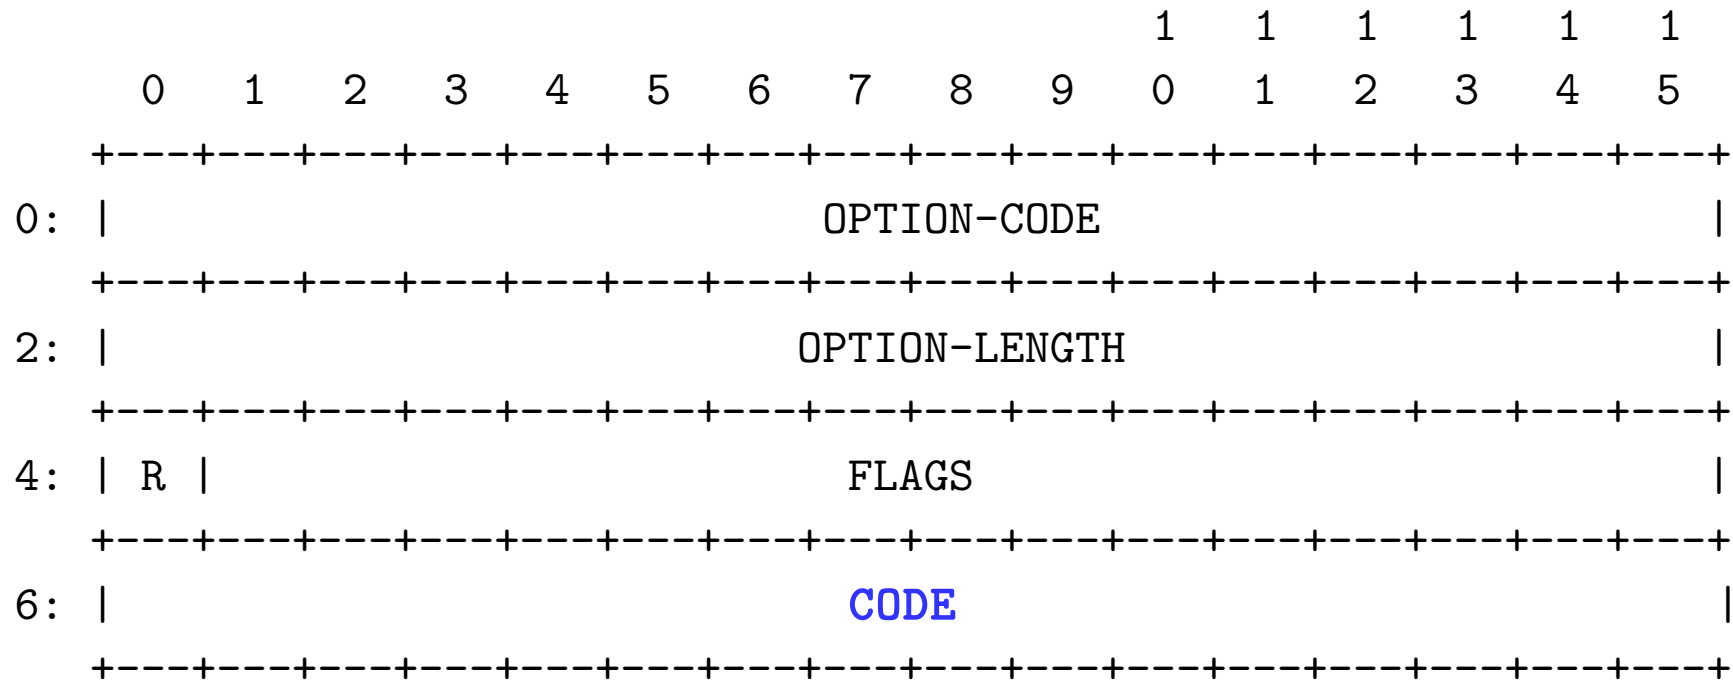 1   1   1   1   1   1
      0   1   2   3   4   5   6   7   8   9   0   1   2   3   4   5
    +---+---+---+---+---+---+---+---+---+---+---+---+---+---+---+---+
0: |                            OPTION-CODE                        |
    +---+---+---+---+---+---+---+---+---+---+---+---+---+---+---+---+
2: |                           OPTION-LENGTH                       |
    +---+---+---+---+---+---+---+---+---+---+---+---+---+---+---+---+
4: | R |                         FLAGS                             |
    +---+---+---+---+---+---+---+---+---+---+---+---+---+---+---+---+
6: |                             CODE                              |
    +---+---+---+---+---+---+---+---+---+---+---+---+---+---+---+---+